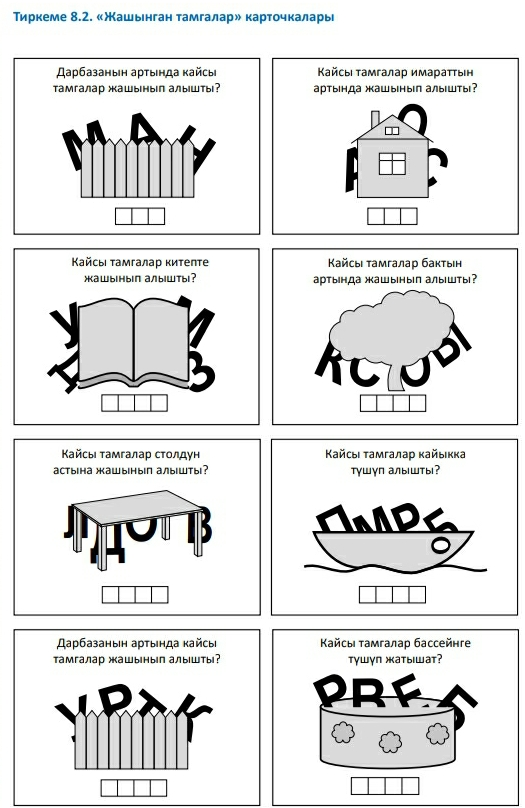 Тиркеме 8.2. «Жашынган тамгалар» карточкалары
Дарбазанын артында кайсы
тамгалар жашынып алышты?
М А Н
Кайсы тамгалар имараттын
артында жашынып алышты?
А О С
Кайсы тамгалар китепте
жашынып алышты?
У И
Д З
Кайсы тамгалар бактын
артында жашынып алышты?
К С О Ы
Кайсы тамгалар столдун
астына жашынып алышты?
Л Д О В
Кайсы тамгалар кайыкка
түшүп алышты?
П М Р Б
Дарбазанын артында кайсы
тамгалар жашынып алышты?
У Р Т К
Кайсы тамгалар бассейнге
түшүп жатышат?
Р В Е Б